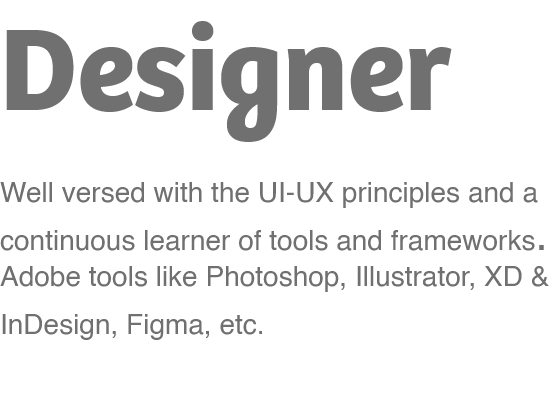 Designer
Well versed with the UI-UX principles and a
continuous learner of tools and frameworks.
Adobe tools like Photoshop, Illustrator, XD &
InDesign, Figma, etc.